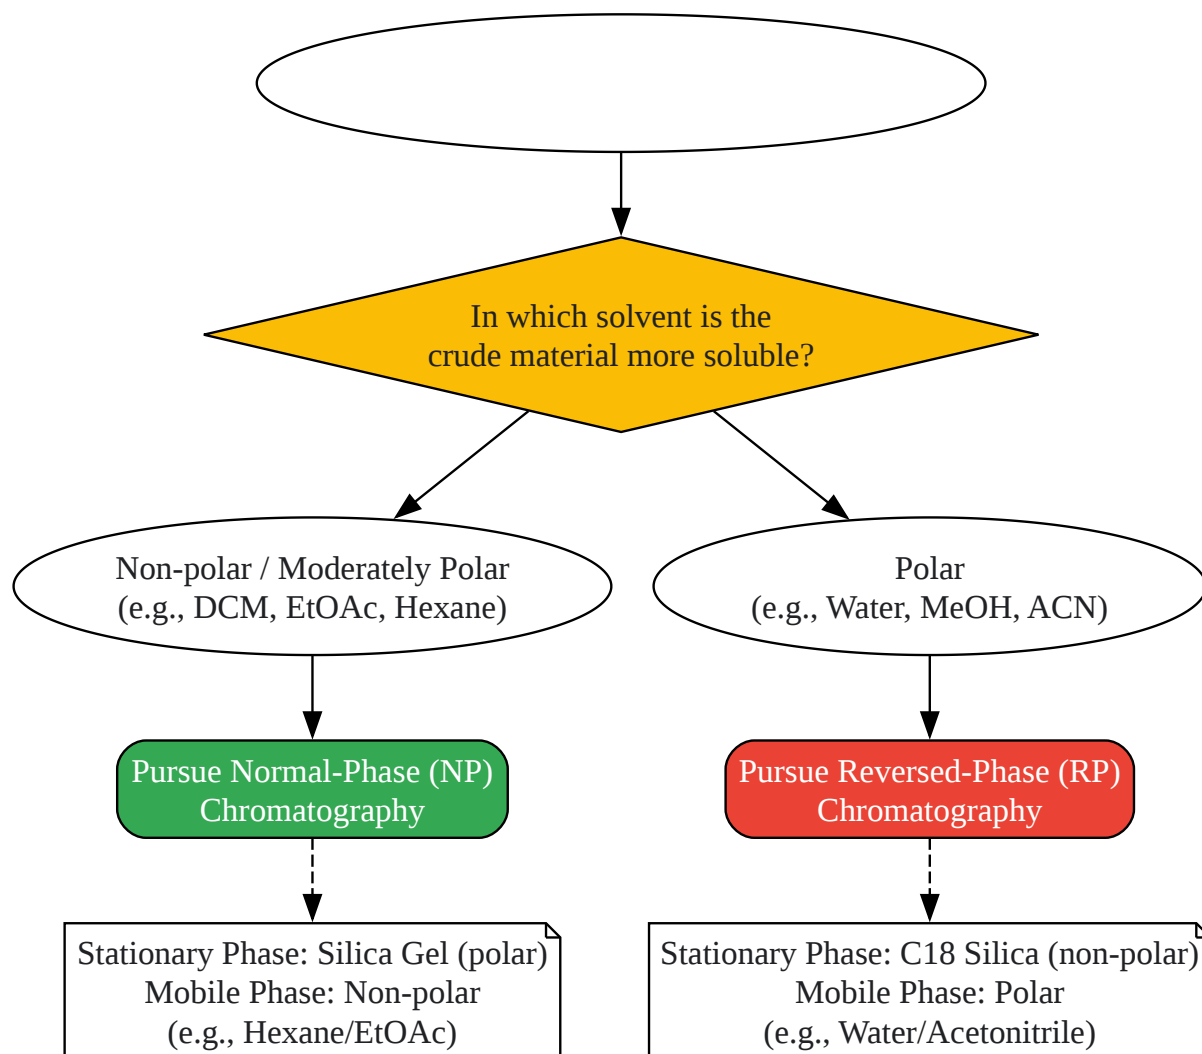 In which solvent is the
crude material more soluble?
Non-polar / Moderately Polar
(e.g., DCM, EtOAc, Hexane)
Polar
(e.g., Water, MeOH, ACN)
Pursue Normal-Phase (NP)
Chromatography
Pursue Reversed-Phase (RP)
Chromatography
Stationary Phase: Silica Gel (polar)
Mobile Phase: Non-polar
(e.g., Hexane/EtOAc)
Stationary Phase: C18 Silica (non-polar)
Mobile Phase: Polar
(e.g., Water/Acetonitrile)